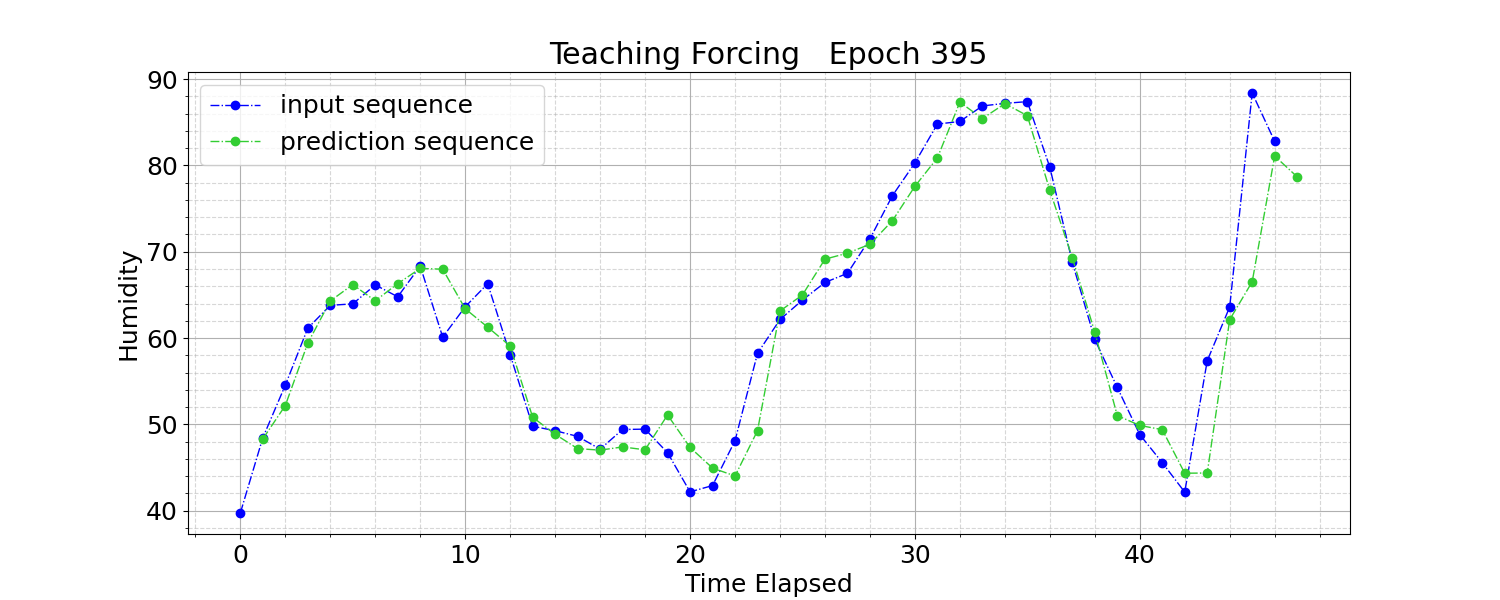 Teaching Forcing   Epoch 395
input sequence
prediction sequence
90
80
70
60
50
40
Humidity
0 10 20 30 40
Time Elapsed